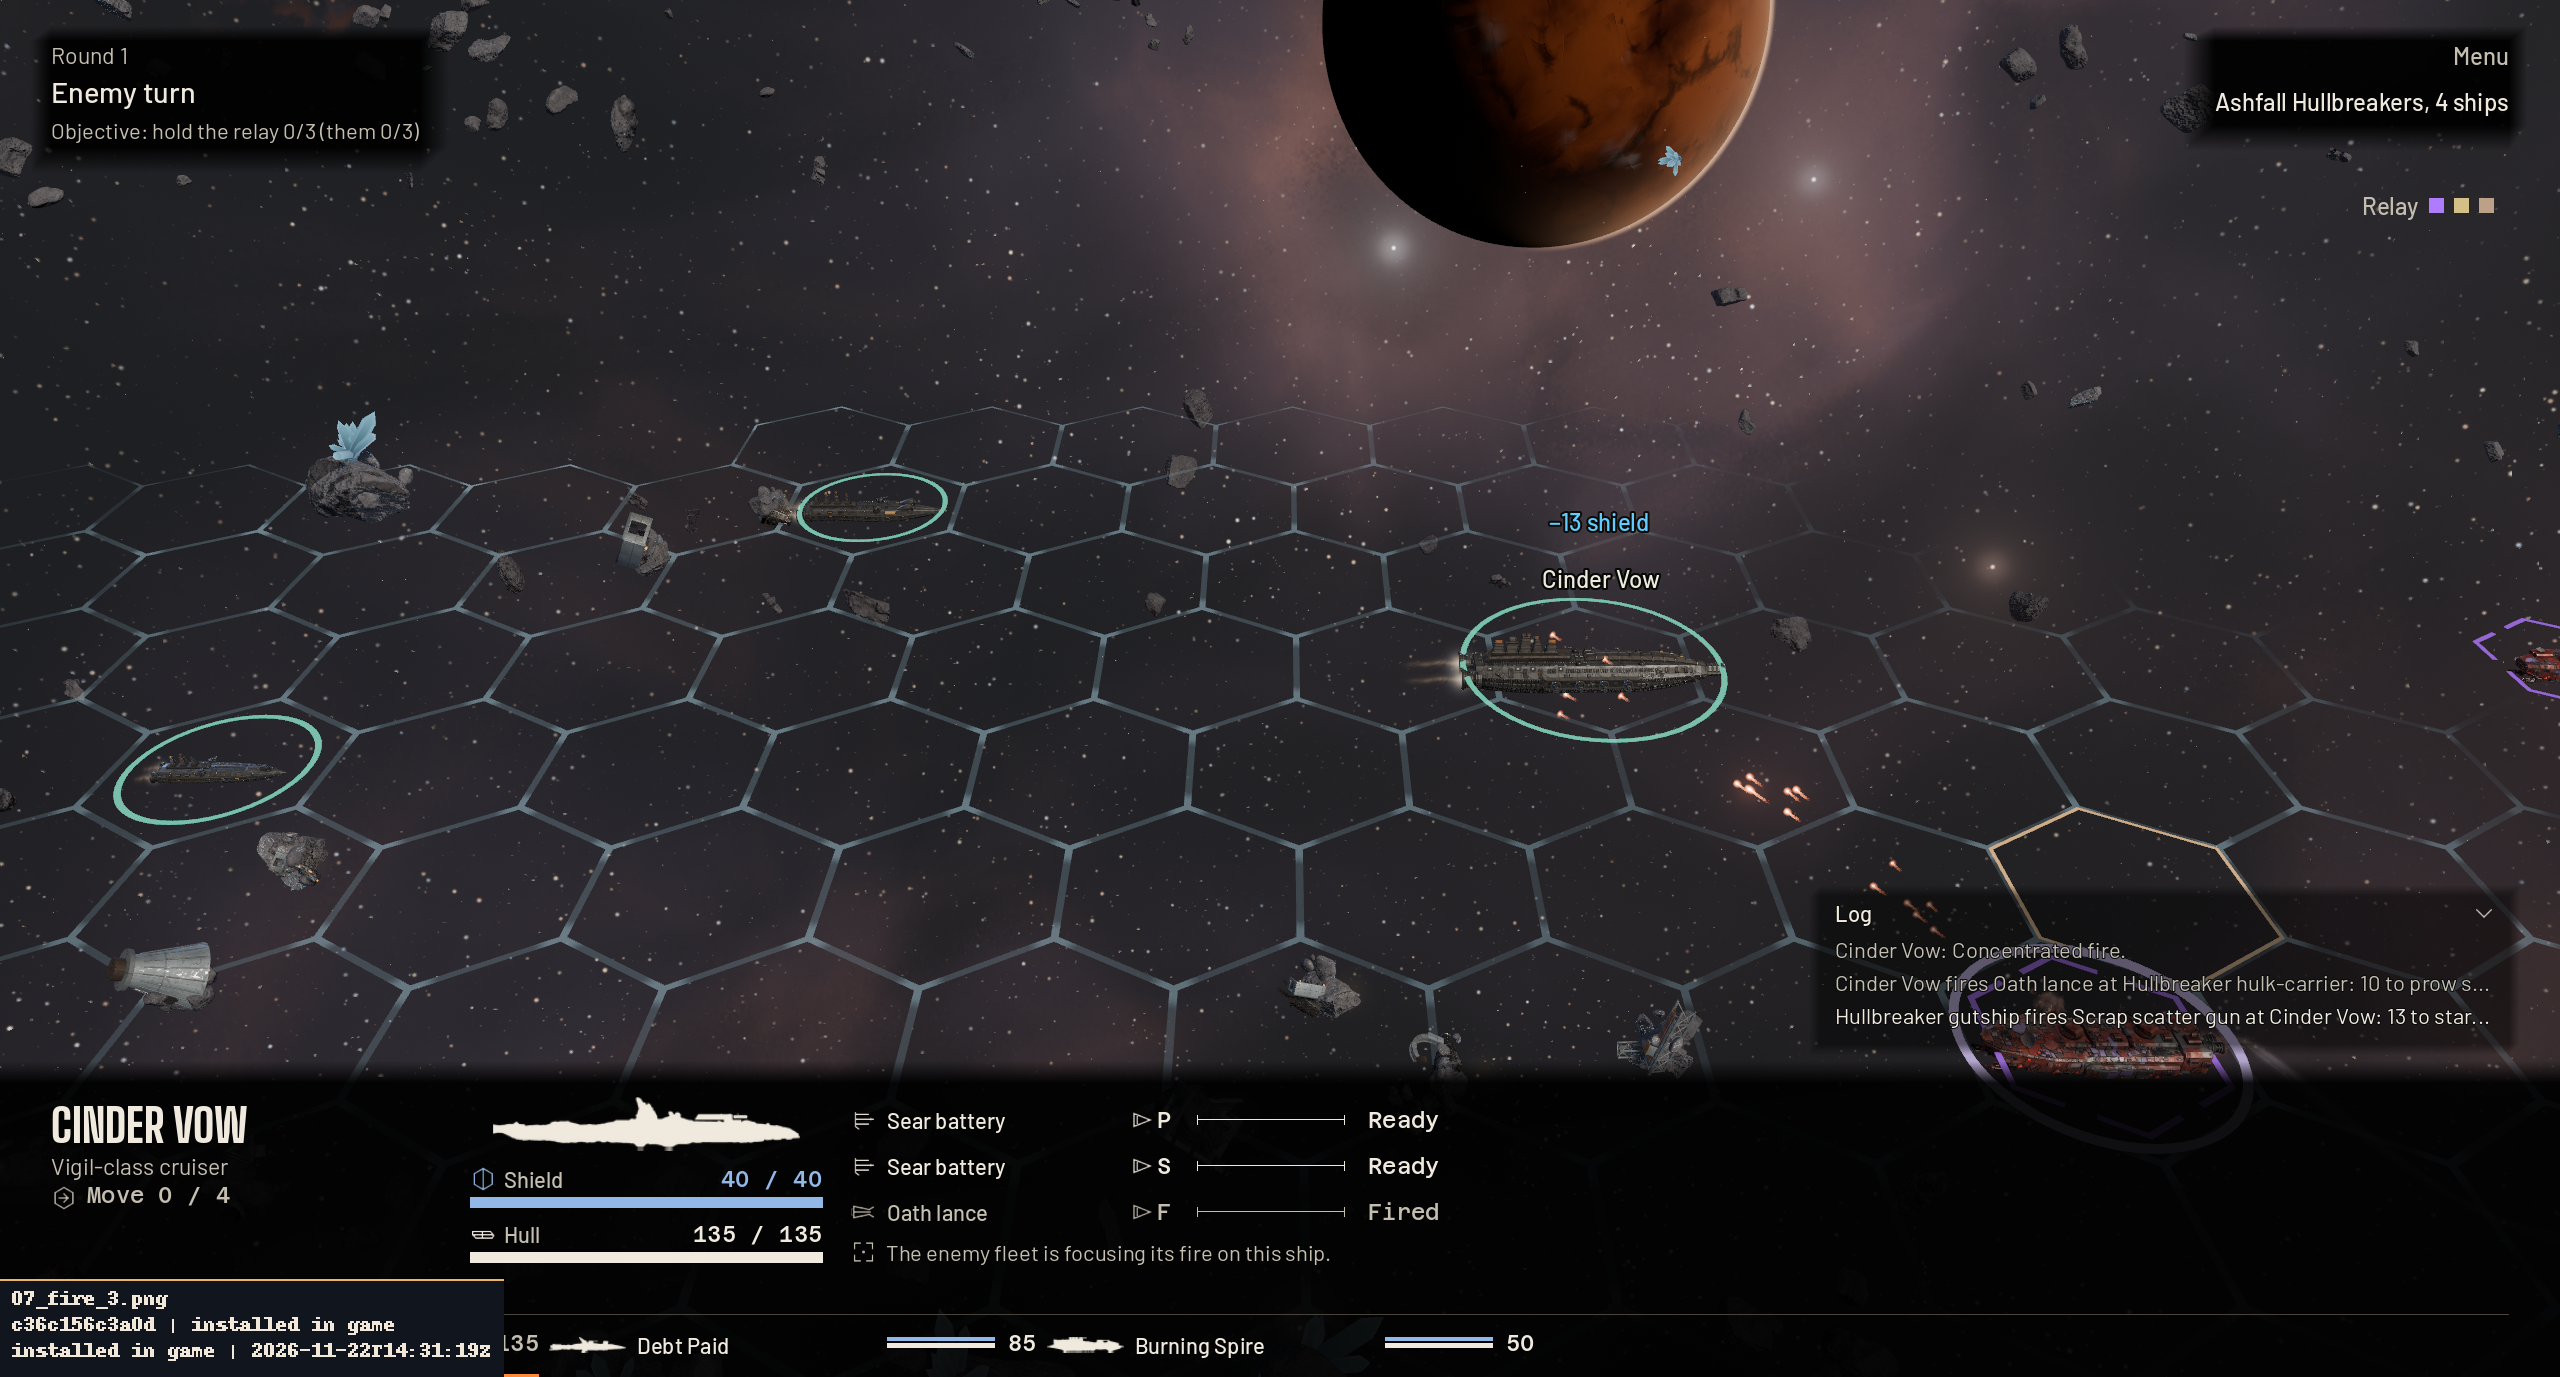 Round 1
Enemy turn
Objective: hold the relay 0/3 (them 0/3)
Menu
Ashfall Hullbreakers, 4 ships
Relay
−13 shield
Cinder Vow
Log
Cinder Vow: Concentrated fire.
Cinder Vow fires Oath lance at Hullbreaker hulk-carrier: 10 to prow s...
Hullbreaker gutship fires Scrap scatter gun at Cinder Vow: 13 to star...
CINDER VOW
Vigil-class cruiser
Move 0 / 4
Shield 40 / 40
Hull 135 / 135
Sear battery P Ready
Sear battery S Ready
Oath lance F Fired
The enemy fleet is focusing its fire on this ship.
07_fire_3.png
c36c156c3a0d | installed in game
installed in game | 2026-11-22T14:31:19Z
135 Debt Paid 85 Burning Spire 50